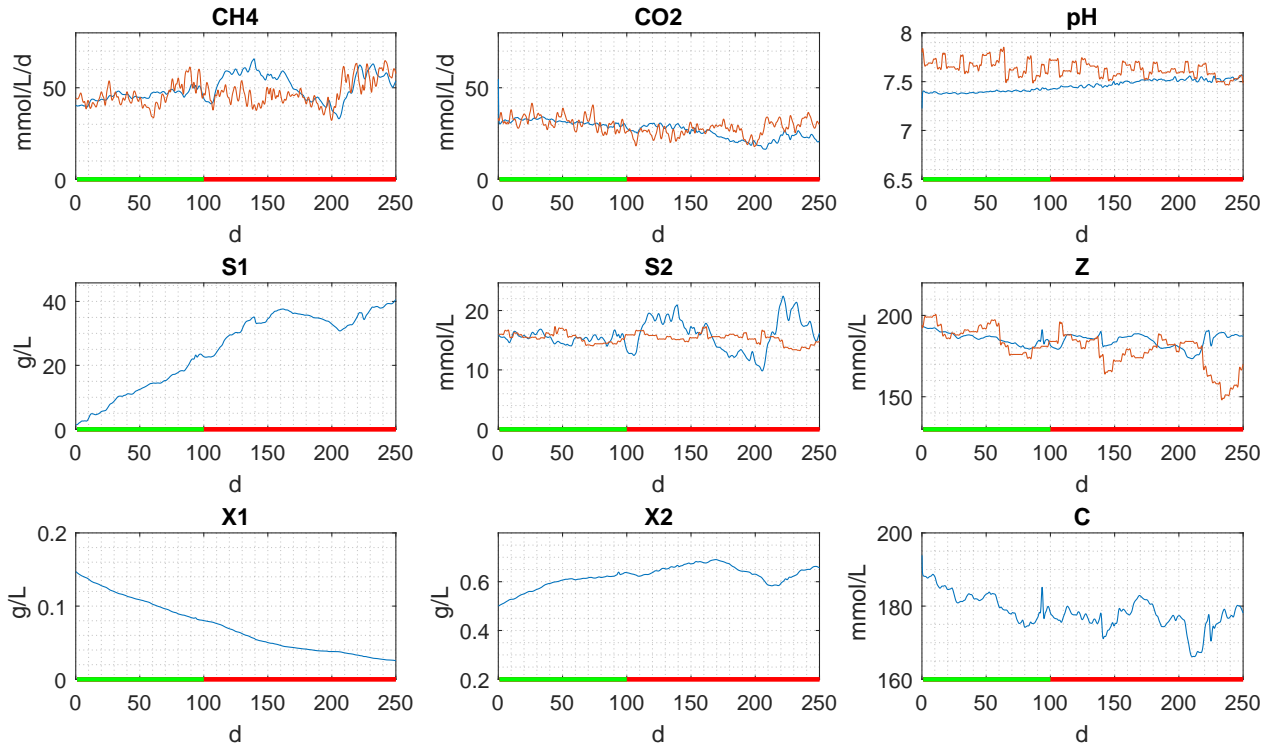 CH4 CO2 pH
mmol/L/d 50 0 mmol/L/d 50 0 8 7.5 7 6.5
0 50 100 150 200 250 0 50 100 150 200 250 0 50 100 150 200 250
d d d
S1 S2 Z
g/L 40 20 0 mmol/L 20 10 0 mmol/L 200 150
0 50 100 150 200 250 0 50 100 150 200 250 0 50 100 150 200 250
d d d
X1 X2 C
g/L 0.2 0.1 0 g/L 0.6 0.4 0.2 mmol/L 200 180 160
0 50 100 150 200 250 0 50 100 150 200 250 0 50 100 150 200 250
d d d